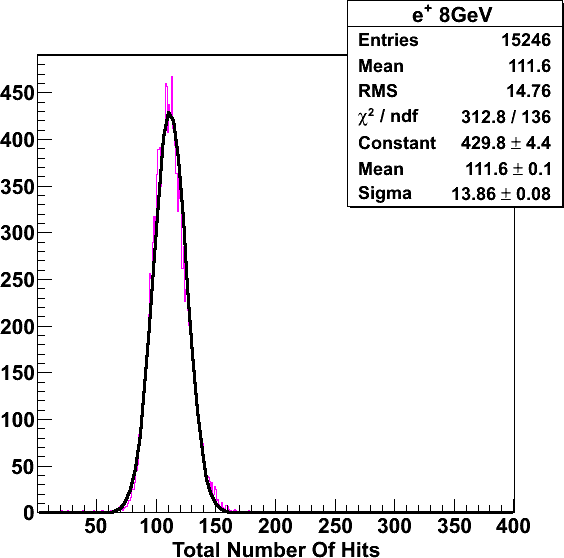 e⁺ 8GeV
Entries 15246
Mean 111.6
RMS 14.76
χ² / ndf 312.8 / 136
Constant 429.8 ± 4.4
Mean 111.6 ± 0.1
Sigma 13.86 ± 0.08
450
400
350
300
250
200
150
100
50
0
50 100 150 200 250 300 350 400
Total Number Of Hits